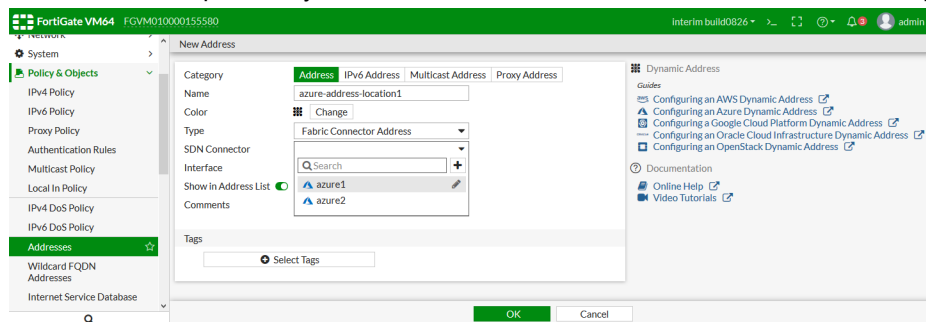 FortiGate VM64 FGVM010000155580
interim build0826 >_ admin
3
Network
System
Policy & Objects
IPv4 Policy
IPv6 Policy
Proxy Policy
Authentication Rules
Multicast Policy
Local In Policy
IPv4 DoS Policy
IPv6 DoS Policy
Addresses
Wildcard FQDN
Addresses
Internet Service Database
New Address
Category Address IPv6 Address Multicast Address Proxy Address
Name azure-address-location1
Color Change
Type Fabric Connector Address
SDN Connector
Search
Interface
azure1
Show in Address List
azure2
Comments
Tags
Select Tags
OK Cancel
Dynamic Address
Guides
aws Configuring an AWS Dynamic Address
Configuring an Azure Dynamic Address
Configuring a Google Cloud Platform Dynamic Address
Configuring an Oracle Cloud Infrastructure Dynamic Address
Configuring an OpenStack Dynamic Address
Documentation
Online Help
Video Tutorials